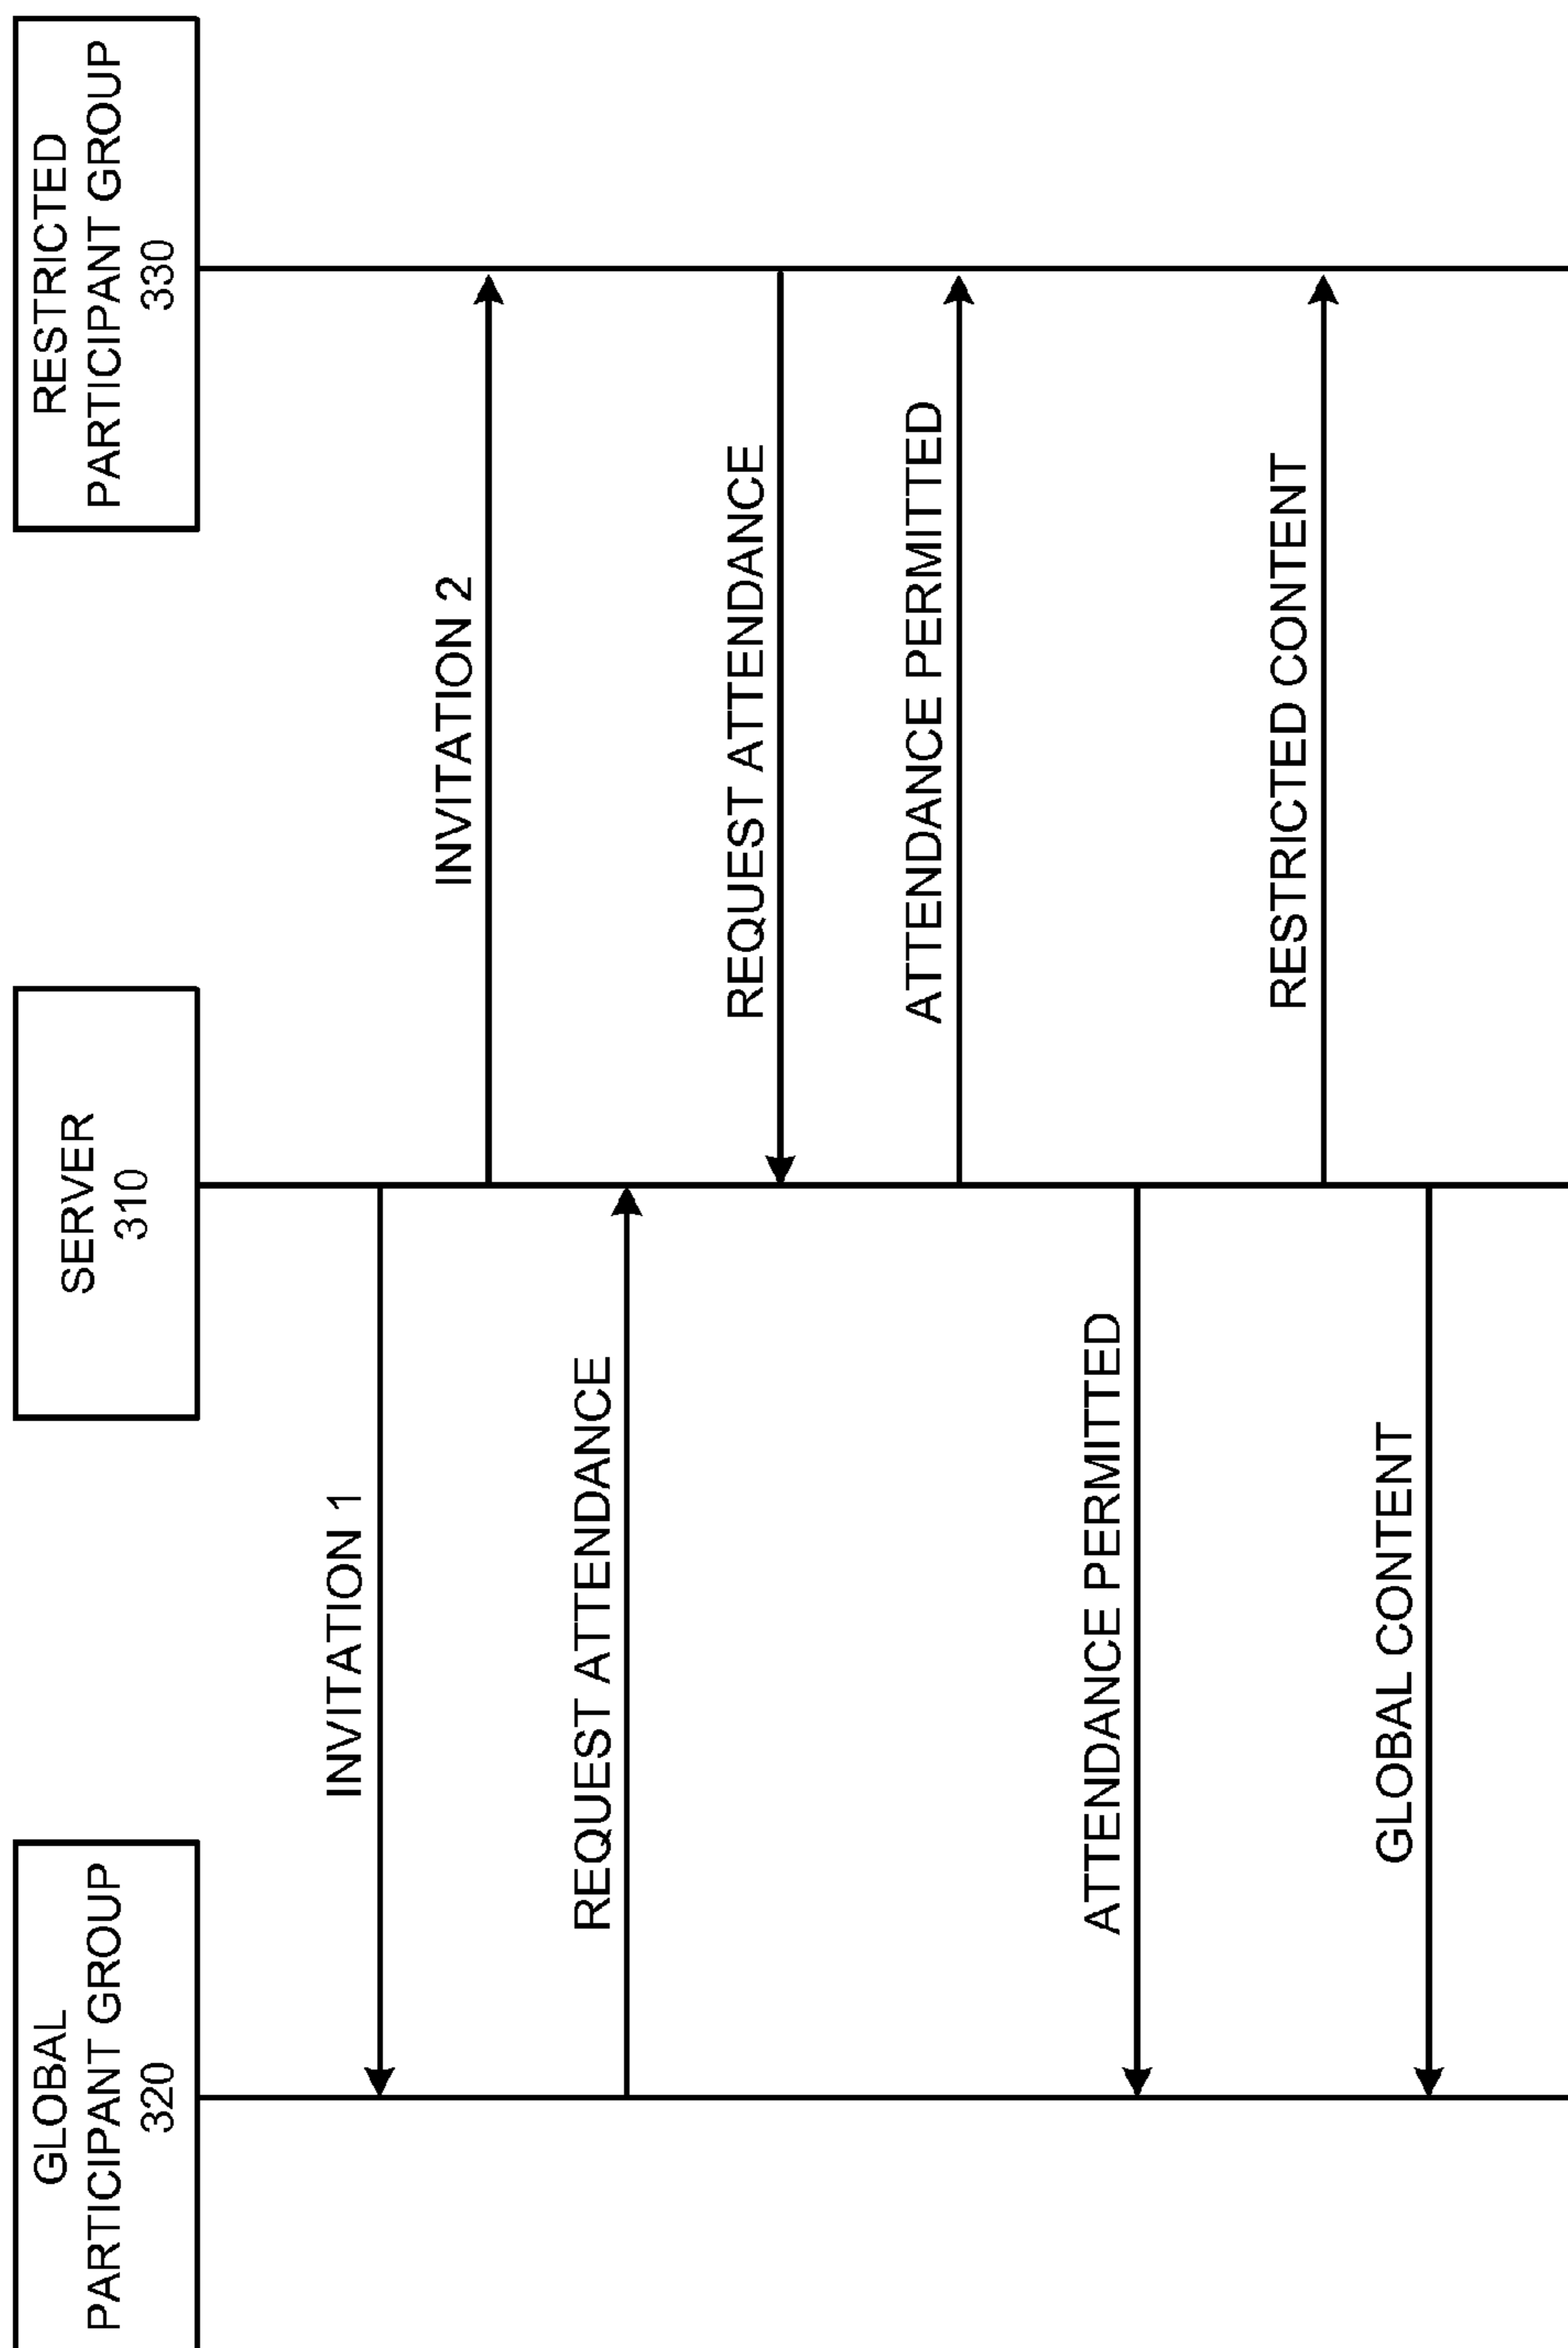 GLOBAL
PARTICIPANT GROUP
320
SERVER
310
RESTRICTED
PARTICIPANT GROUP
330
INVITATION 1
INVITATION 2
REQUEST ATTENDANCE
REQUEST ATTENDANCE
ATTENDANCE PERMITTED
ATTENDANCE PERMITTED
RESTRICTED CONTENT
GLOBAL CONTENT